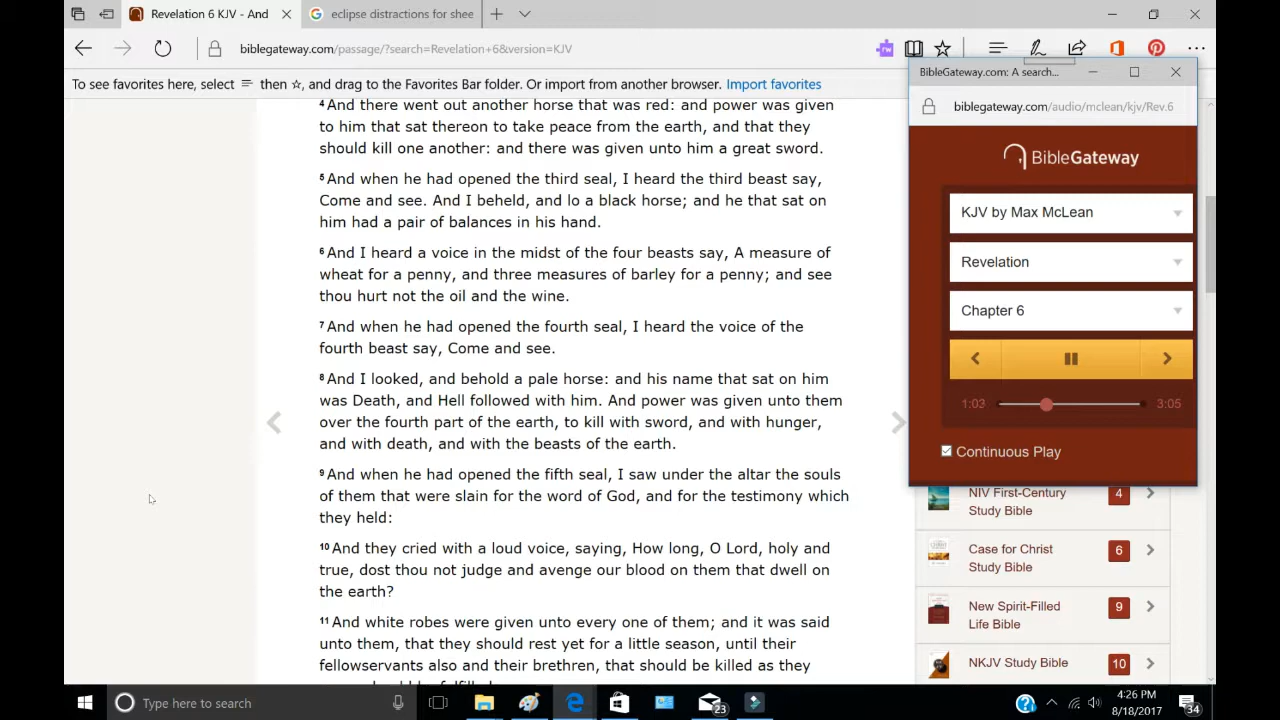 Revelation 6 KJV - And
eclipse distractions for shee
biblegateway.com/passage/?search=Revelation+6&version=KJV
To see favorites here, select then ☆, and drag to the Favorites Bar folder. Or import from another browser. Import favorites
4 And there went out another horse that was red: and power was given
to him that sat thereon to take peace from the earth, and that they
should kill one another: and there was given unto him a great sword.
5 And when he had opened the third seal, I heard the third beast say,
Come and see. And I beheld, and lo a black horse; and he that sat on
him had a pair of balances in his hand.
6 And I heard a voice in the midst of the four beasts say, A measure of
wheat for a penny, and three measures of barley for a penny; and see
thou hurt not the oil and the wine.
7 And when he had opened the fourth seal, I heard the voice of the
fourth beast say, Come and see.
8 And I looked, and behold a pale horse: and his name that sat on him
was Death, and Hell followed with him. And power was given unto them
over the fourth part of the earth, to kill with sword, and with hunger,
and with death, and with the beasts of the earth.
9 And when he had opened the fifth seal, I saw under the altar the souls
of them that were slain for the word of God, and for the testimony which
they held:
10 And they cried with a loud voice, saying, How long, O Lord, holy and
true, dost thou not judge and avenge our blood on them that dwell on
the earth?
11 And white robes were given unto every one of them; and it was said
unto them, that they should rest yet for a little season, until their
fellowservants also and their brethren, that should be killed as they
BibleGateway.com: A search...
biblegateway.com/audio/mclean/kjv/Rev.6
BibleGateway
KJV by Max McLean
Revelation
Chapter 6
1:03
3:05
Continuous Play
NIV First-Century
Study Bible
4
Case for Christ
Study Bible
6
New Spirit-Filled
Life Bible
9
NKJV Study Bible
10
Type here to search
23
4:26 PM
8/18/2017
34